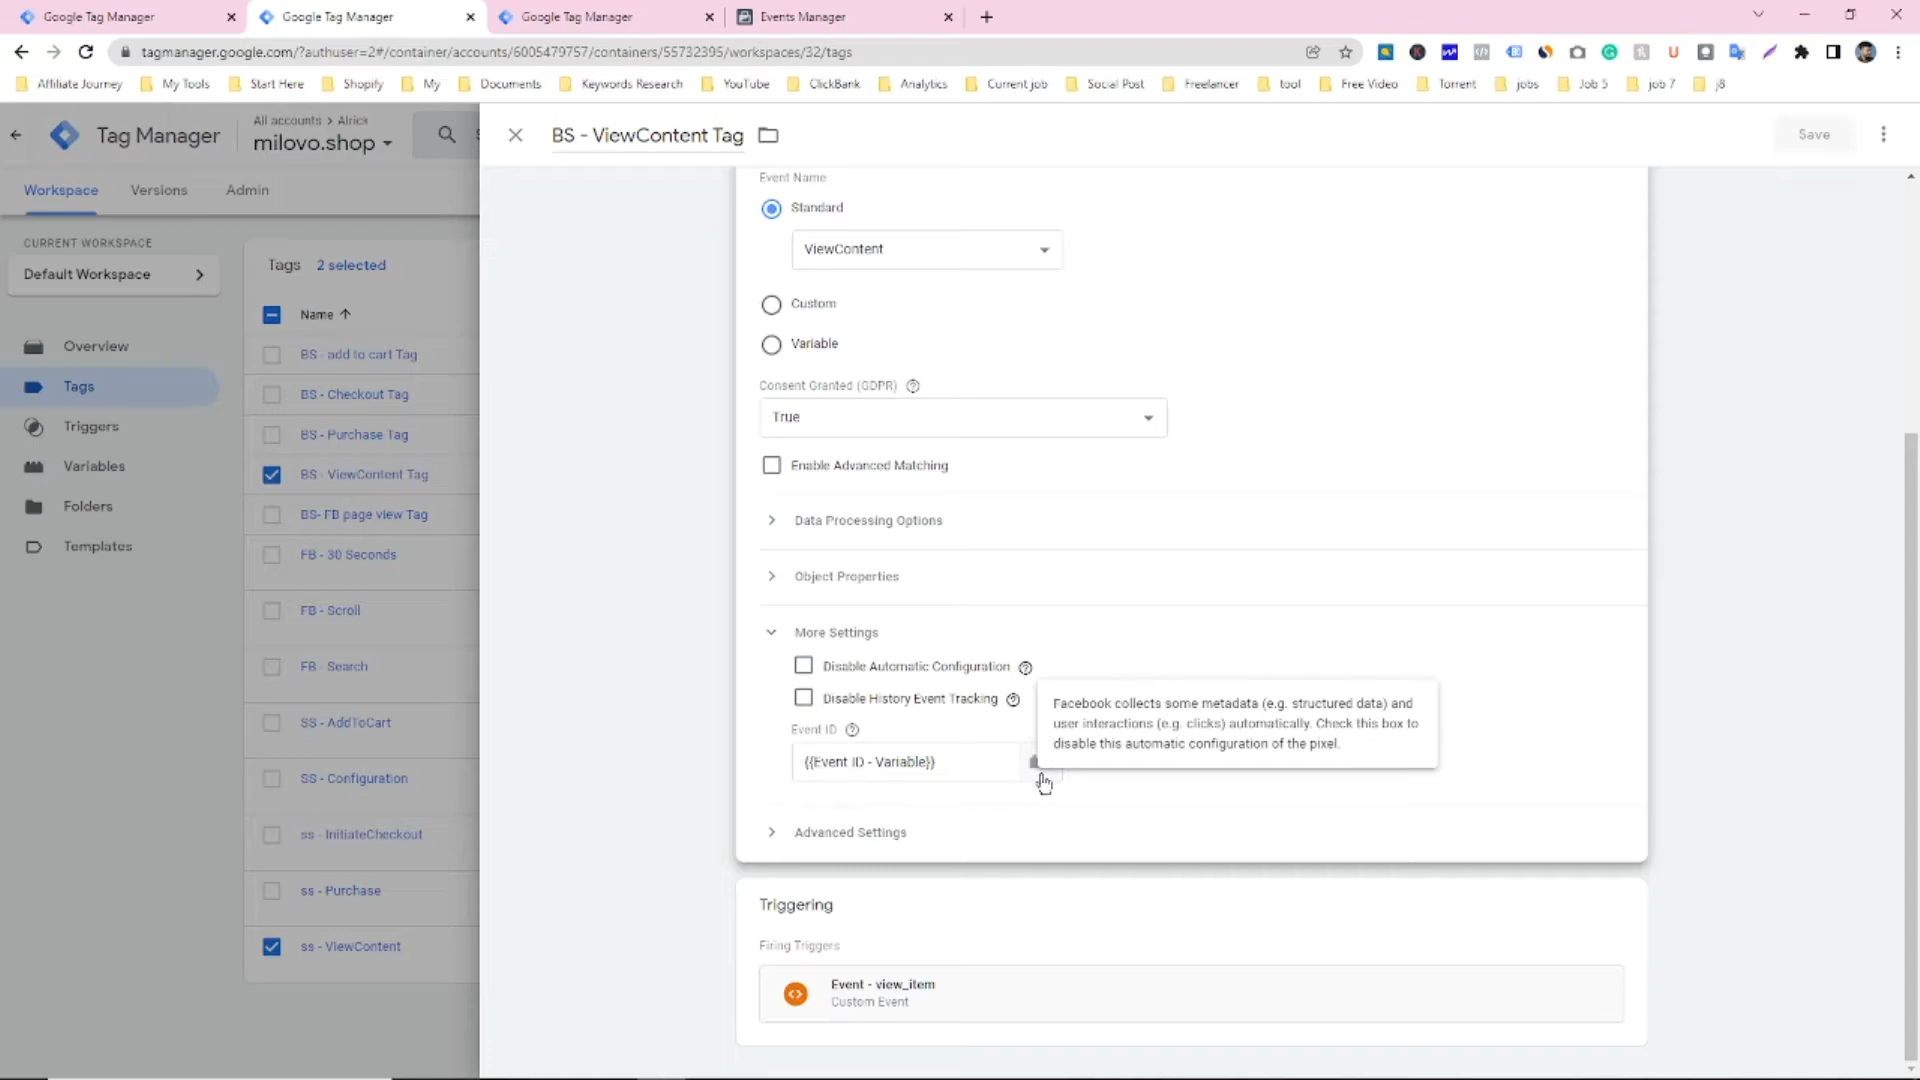 Google Tag Manager
Google Tag Manager
Google Tag Manager
Events Manager
tagmanager.google.com/?authuser=2#/container/accounts/6005479757/containers/55732395/workspaces/32/tags
Affiliate Journey
My Tools
Start Here
Shopify
My
Documents
Keywords Research
YouTube
ClickBank
Analytics
Current job
Social Post
Freelancer
tool
Free Video
Torrent
jobs
Job 5
job 7
j8
Tag Manager
All accounts > Alrick
milovo.shop
BS - ViewContent Tag
Save
Workspace
Versions
Admin
CURRENT WORKSPACE
Default Workspace
Overview
Tags
Triggers
Variables
Folders
Templates
Tags 2 selected
Name
BS - add to cart Tag
BS - Checkout Tag
BS - Purchase Tag
BS - ViewContent Tag
BS- FB page view Tag
FB - 30 Seconds
FB - Scroll
FB - Search
SS - AddToCart
SS - Configuration
ss - InitiateCheckout
ss - Purchase
ss - ViewContent
Event Name
Standard
ViewContent
Custom
Variable
Consent Granted (GDPR)
True
Enable Advanced Matching
Data Processing Options
Object Properties
More Settings
Disable Automatic Configuration
Disable History Event Tracking
Facebook collects some metadata (e.g. structured data) and
user interactions (e.g. clicks) automatically. Check this box to
disable this automatic configuration of the pixel.
Event ID
{{Event ID - Variable}}
Advanced Settings
Triggering
Firing Triggers
Event - view_item
Custom Event